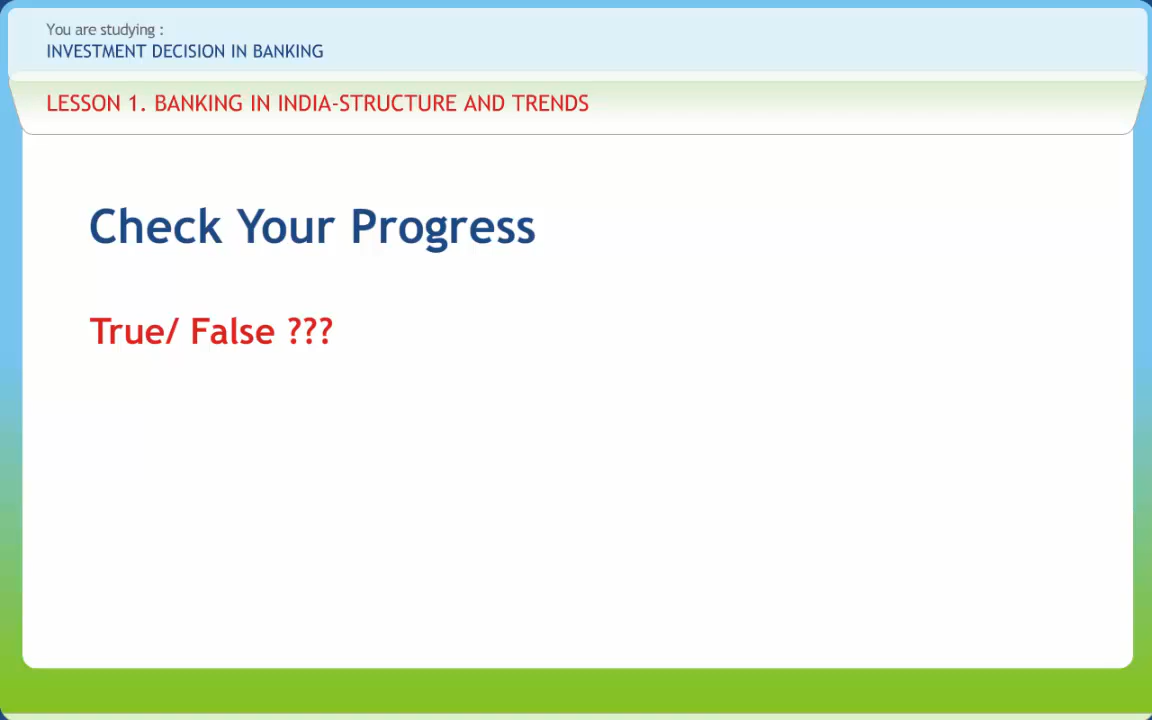 You are studying :
INVESTMENT DECISION IN BANKING
LESSON 1. BANKING IN INDIA-STRUCTURE AND TRENDS
Check Your Progress
True/ False ???